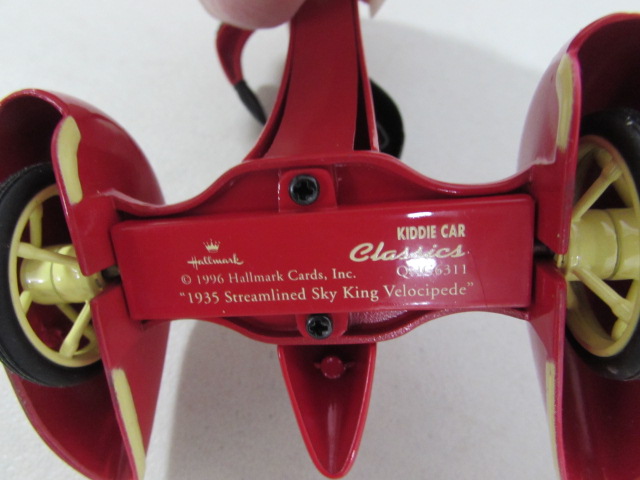 KIDDIE CAR
Hallmark Classics
© 1996 Hallmark Cards, Inc.
"1935 Streamlined Sky King Velocipede"